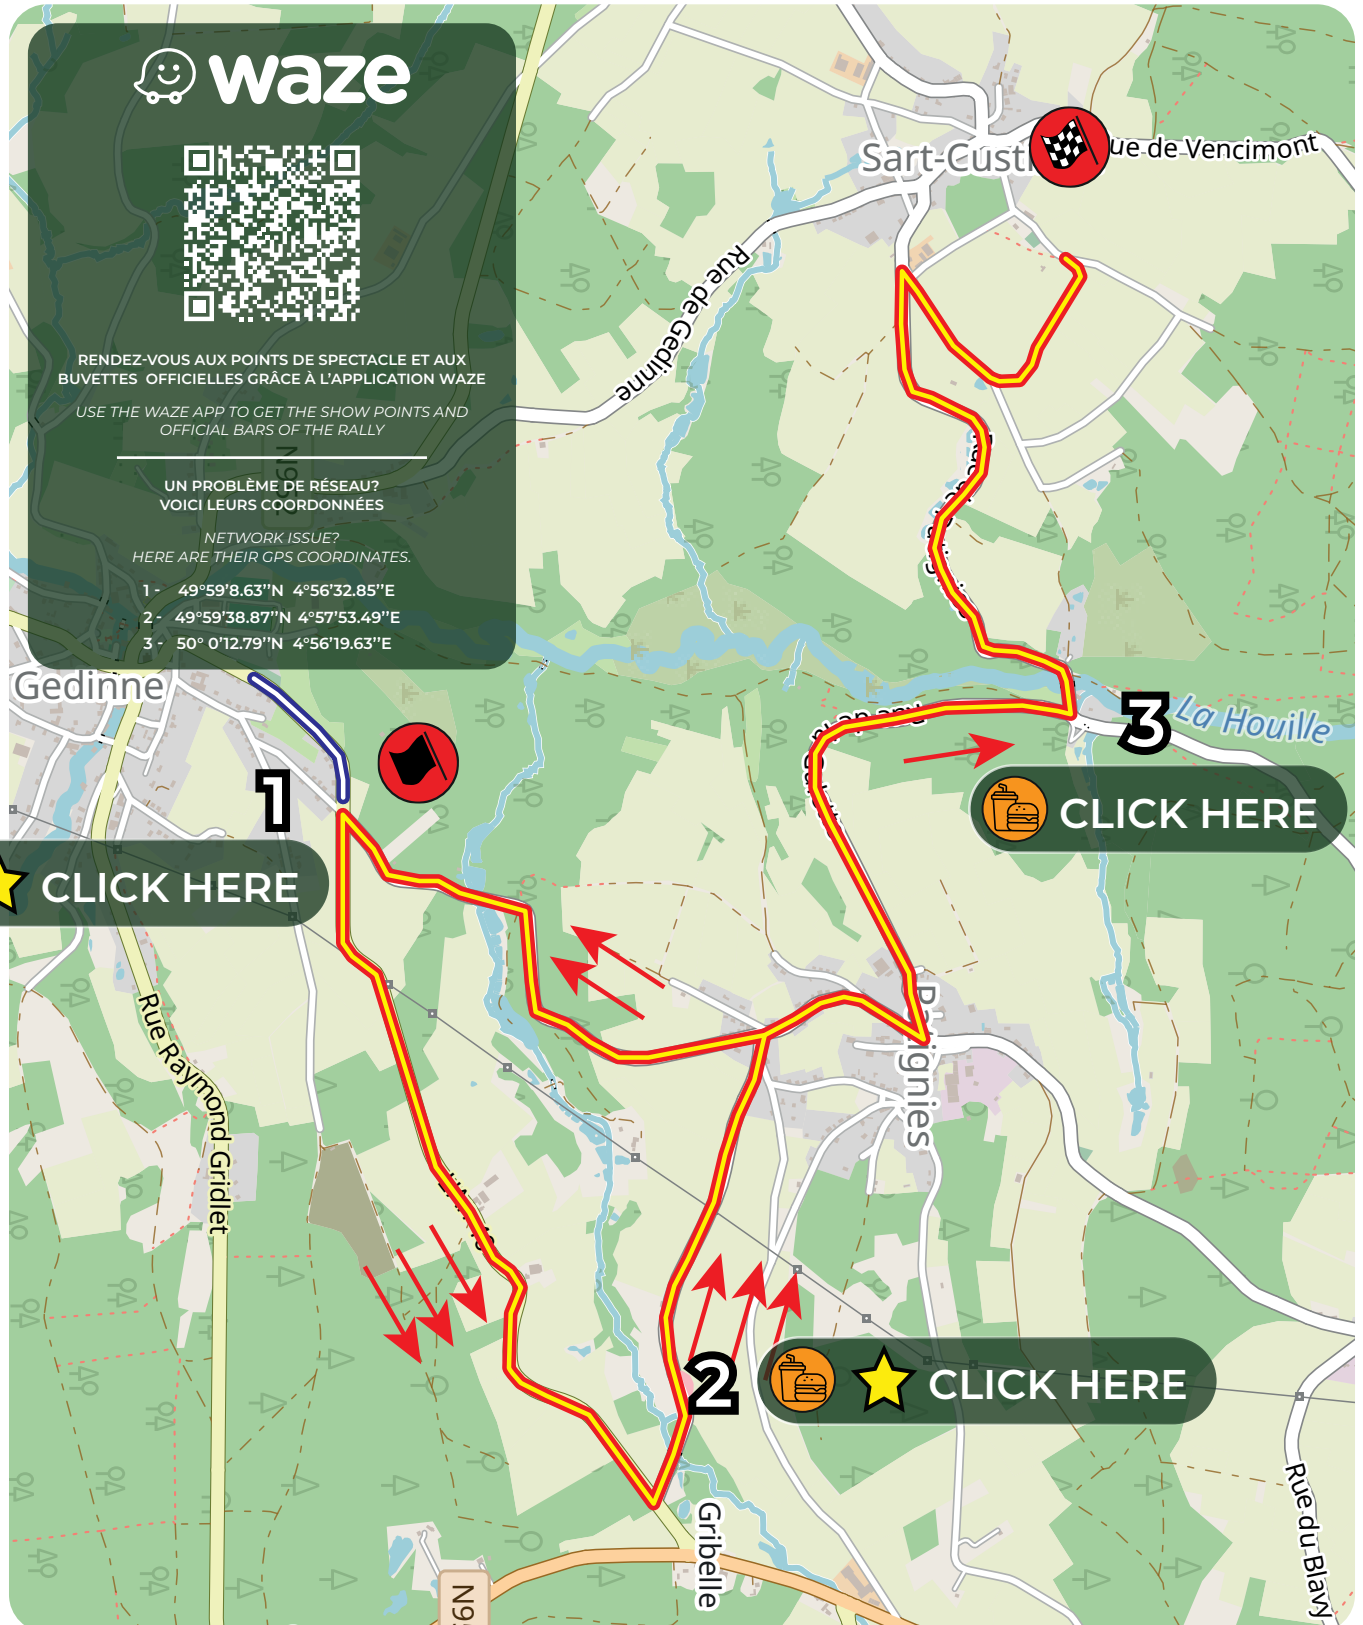 waze
RENDEZ-VOUS AUX POINTS DE SPECTACLE ET AUX
BUVETTES OFFICIELLES GRÂCE À L’APPLICATION WAZE
USE THE WAZE APP TO GET THE SHOW POINTS AND
OFFICIAL BARS OF THE RALLY
UN PROBLÈME DE RÉSEAU?
VOICI LEURS COORDONNÉES
NETWORK ISSUE?
HERE ARE THEIR GPS COORDINATES.
1 - 49°59’8.63’’N 4°56’32.85’’E
2 - 49°59’38.87’’N 4°57’53.49’’E
3 - 50° 0’12.79’’N 4°56’19.63’’E
Sart-Custi
ue de Vencimont
Rue de Gedinne
Gedinne
La Houille
3
CLICK HERE
1
CLICK HERE
Rue Raymond Gridlet
2
CLICK HERE
Gribelle
Rue du Blavy